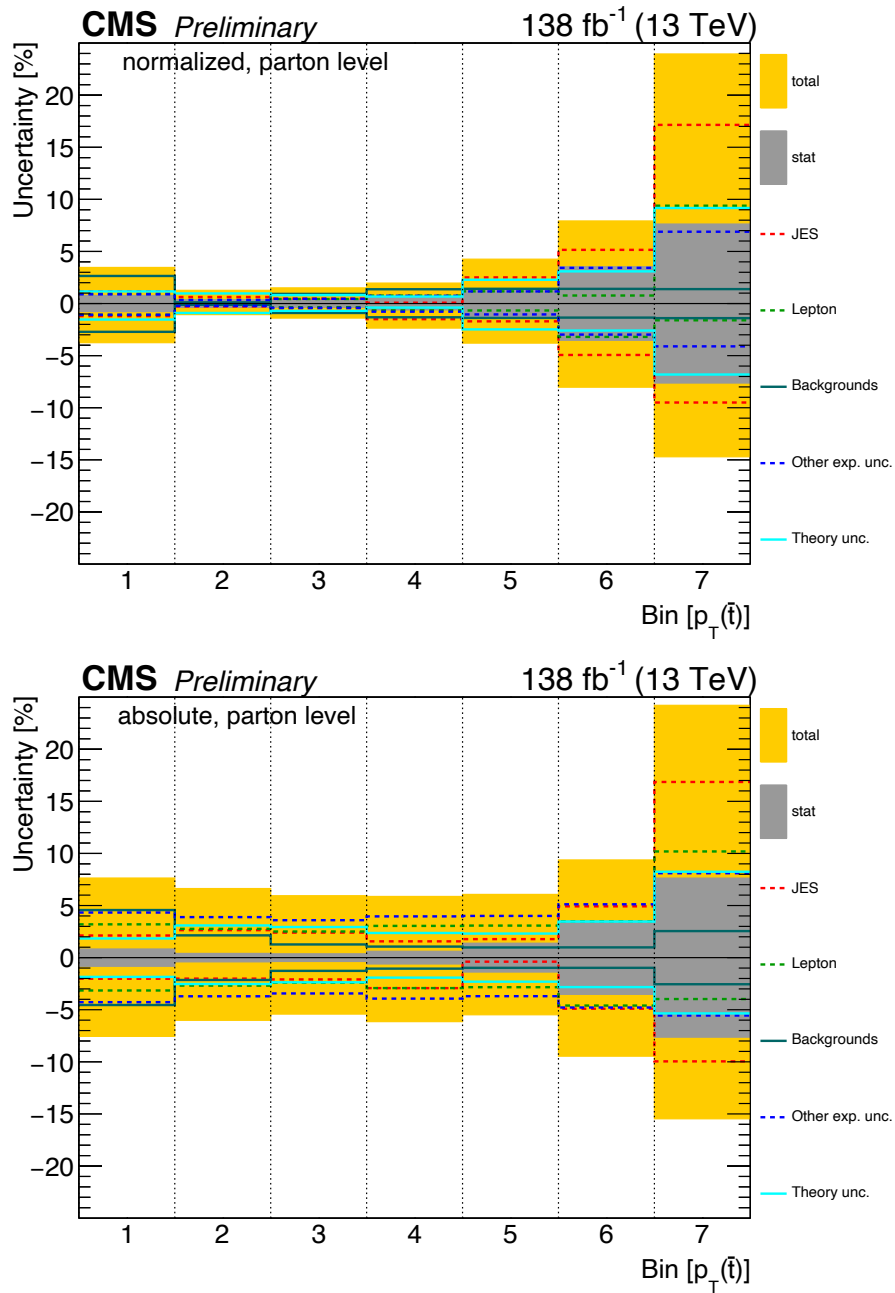 CMS Preliminary 138 fb⁻¹ (13 TeV)
normalized, parton level
Uncertainty [%]
20
15
10
5
0
−5
−10
−15
−20
1 2 3 4 5 6 7
Bin [p_T(t̄)]
total
stat
JES
Lepton
Backgrounds
Other exp. unc.
Theory unc.
CMS Preliminary 138 fb⁻¹ (13 TeV)
absolute, parton level
Uncertainty [%]
20
15
10
5
0
−5
−10
−15
−20
1 2 3 4 5 6 7
Bin [p_T(t̄)]
total
stat
JES
Lepton
Backgrounds
Other exp. unc.
Theory unc.